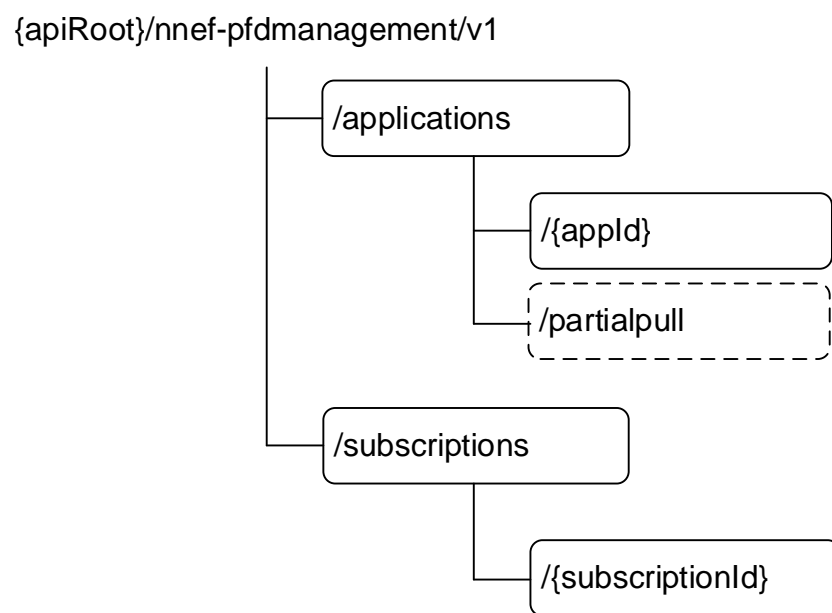 {apiRoot}/nnef-pfdmanagement/v1
/applications
/{appId}
/partialpull
/subscriptions
/{subscriptionId}